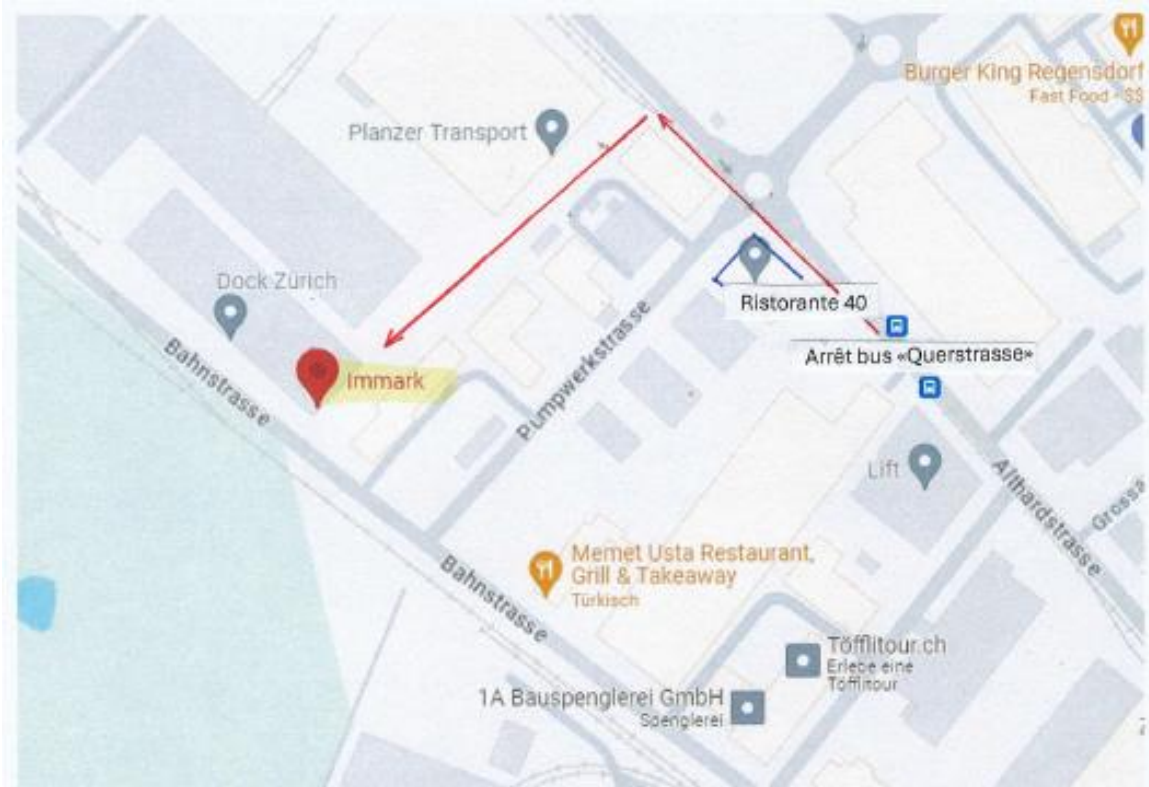 Burger King Regensdorf
Fast Food · $$
Planzer Transport
Dock Zürich
Ristorante 40
Arrêt bus «Querstrasse»
Immark
Bahnstrasse
Pumpwerkstrasse
Lift
Althardstrasse
Memet Usta Restaurant,
Grill & Takeaway
Türkisch
Bahnstrasse
Töfflitour.ch
Erlebe eine
Töfflitour
1A Bauspenglerei GmbH
Spenglerei